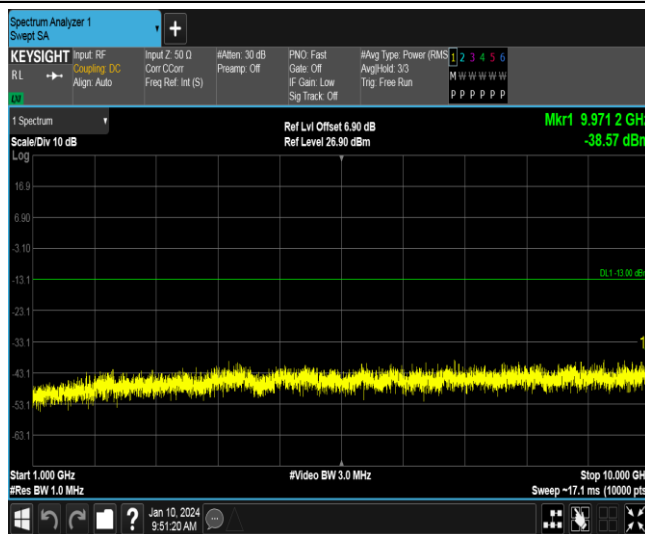 Spectrum Analyzer 1
Swept SA
KEYSIGHT
RL
LW
Input: RF
Coupling: DC
Align: Auto
Input Z: 50 Ω
Corr CCorr
Freq Ref: Int (S)
#Atten: 30 dB
Preamp: Off
PNO: Fast
Gate: Off
IF Gain: Low
Sig Track: Off
#Avg Type: Power (RMS
Avg|Hold: 3/3
Trig: Free Run
1 2 3 4 5 6
M W W W W W
P P P P P P
1 Spectrum
Scale/Div 10 dB
Ref Lvl Offset 6.90 dB
Ref Level 26.90 dBm
Mkr1 9.971 2 GHz
-38.57 dBm
Log
16.9
6.90
-3.10
-13.1
DL1 -13.00 dBm
-23.1
-33.1
1
-43.1
-53.1
-63.1
Start 1.000 GHz
#Res BW 1.0 MHz
#Video BW 3.0 MHz
Stop 10.000 GHz
Sweep ~17.1 ms (10000 pts
?
Jan 10, 2024
9:51:20 AM